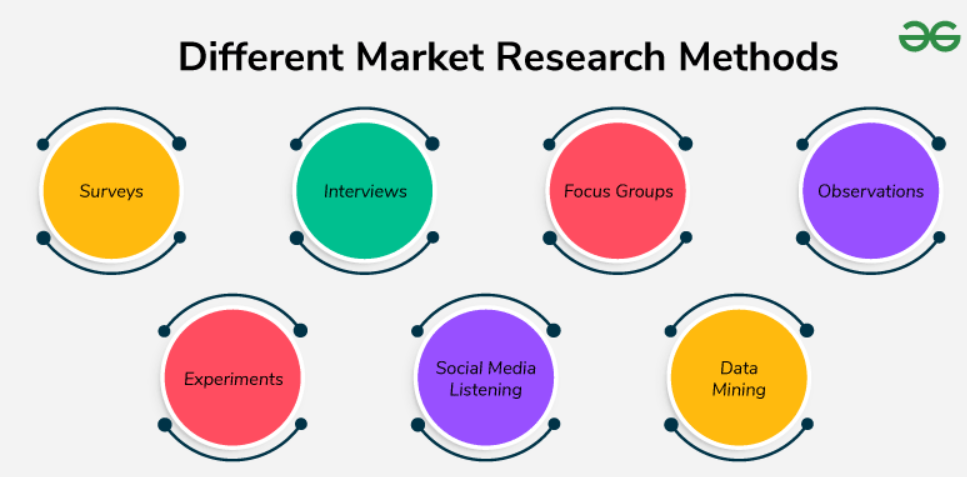 Different Market Research Methods
Surveys
Interviews
Focus Groups
Observations
Experiments
Social Media
Listening
Data
Mining